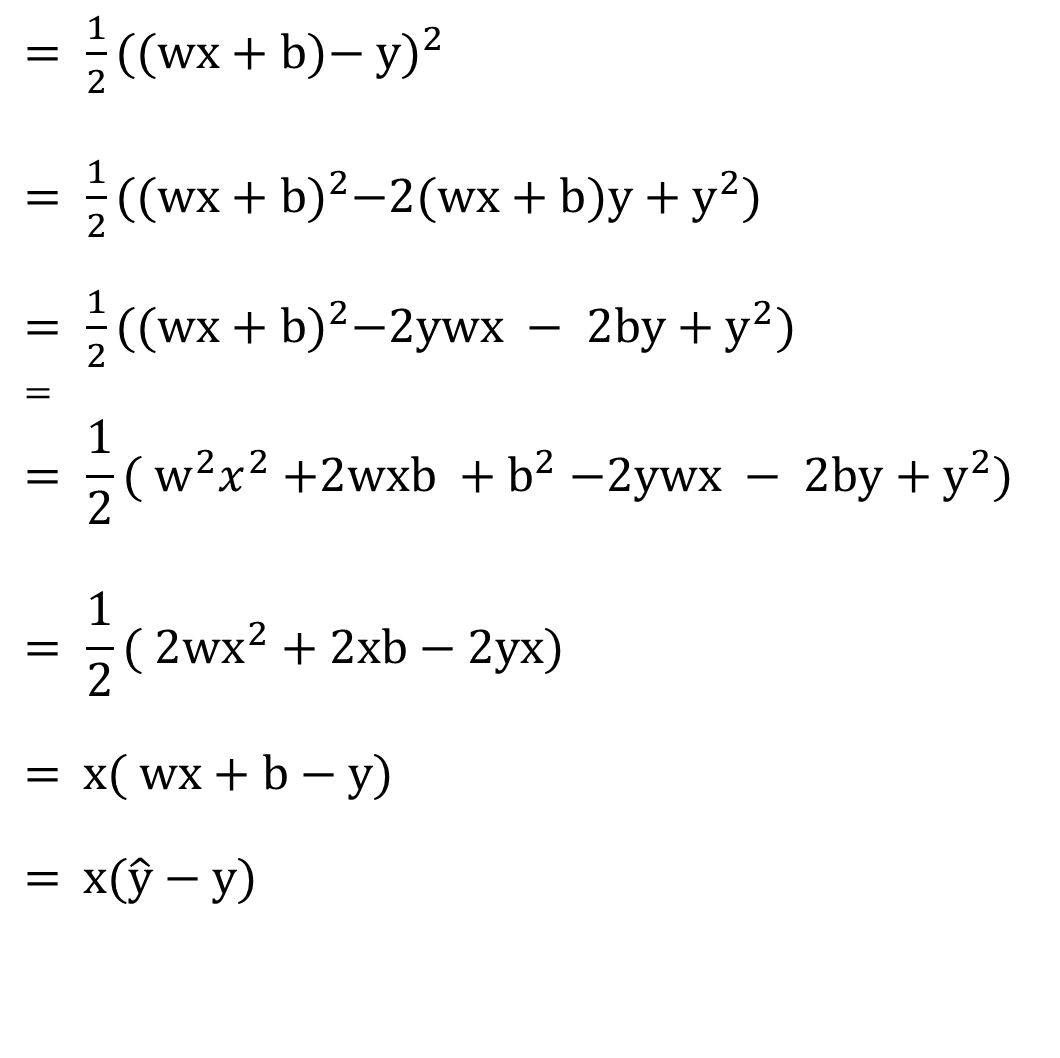 = 1/2 ((wx + b)− y)²
= 1/2 ((wx + b)²−2(wx + b)y + y²)
= 1/2 ((wx + b)²−2ywx − 2by + y²)
=
= 1/2 ( w²x² +2wxb + b² −2ywx − 2by + y²)
= 1/2 ( 2wx² + 2xb − 2yx)
= x( wx + b − y)
= x(ŷ − y)